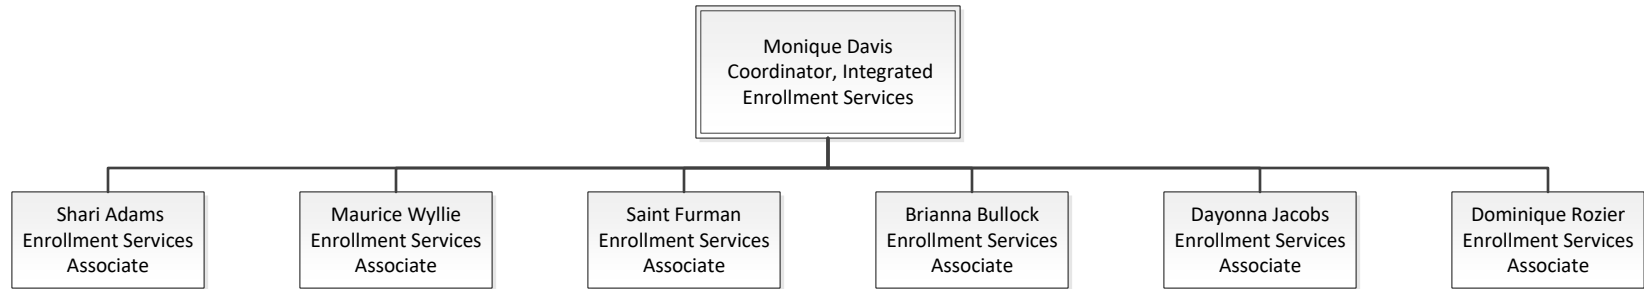 Monique Davis
Coordinator, Integrated
Enrollment Services
Shari Adams
Enrollment Services
Associate
Maurice Wyllie
Enrollment Services
Associate
Saint Furman
Enrollment Services
Associate
Brianna Bullock
Enrollment Services
Associate
Dayonna Jacobs
Enrollment Services
Associate
Dominique Rozier
Enrollment Services
Associate